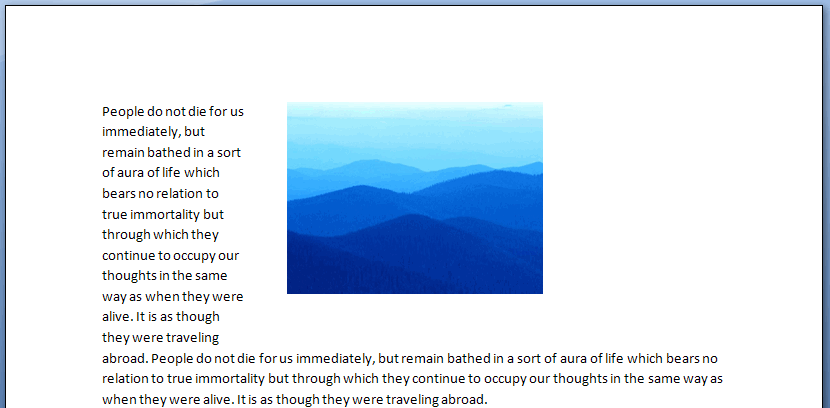 People do not die for us
immediately, but
remain bathed in a sort
of aura of life which
bears no relation to
true immortality but
through which they
continue to occupy our
thoughts in the same
way as when they were
alive. It is as though
they were traveling
abroad. People do not die for us immediately, but remain bathed in a sort of aura of life which bears no
relation to true immortality but through which they continue to occupy our thoughts in the same way as
when they were alive. It is as though they were traveling abroad.